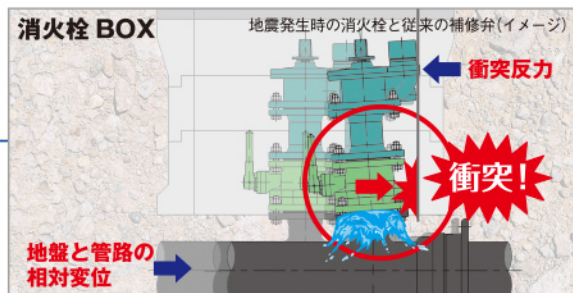 消火栓 BOX
地震発生時の消火栓と従来の補修弁(イメージ)
衝突反力
衝突!
地盤と管路の
相対変位